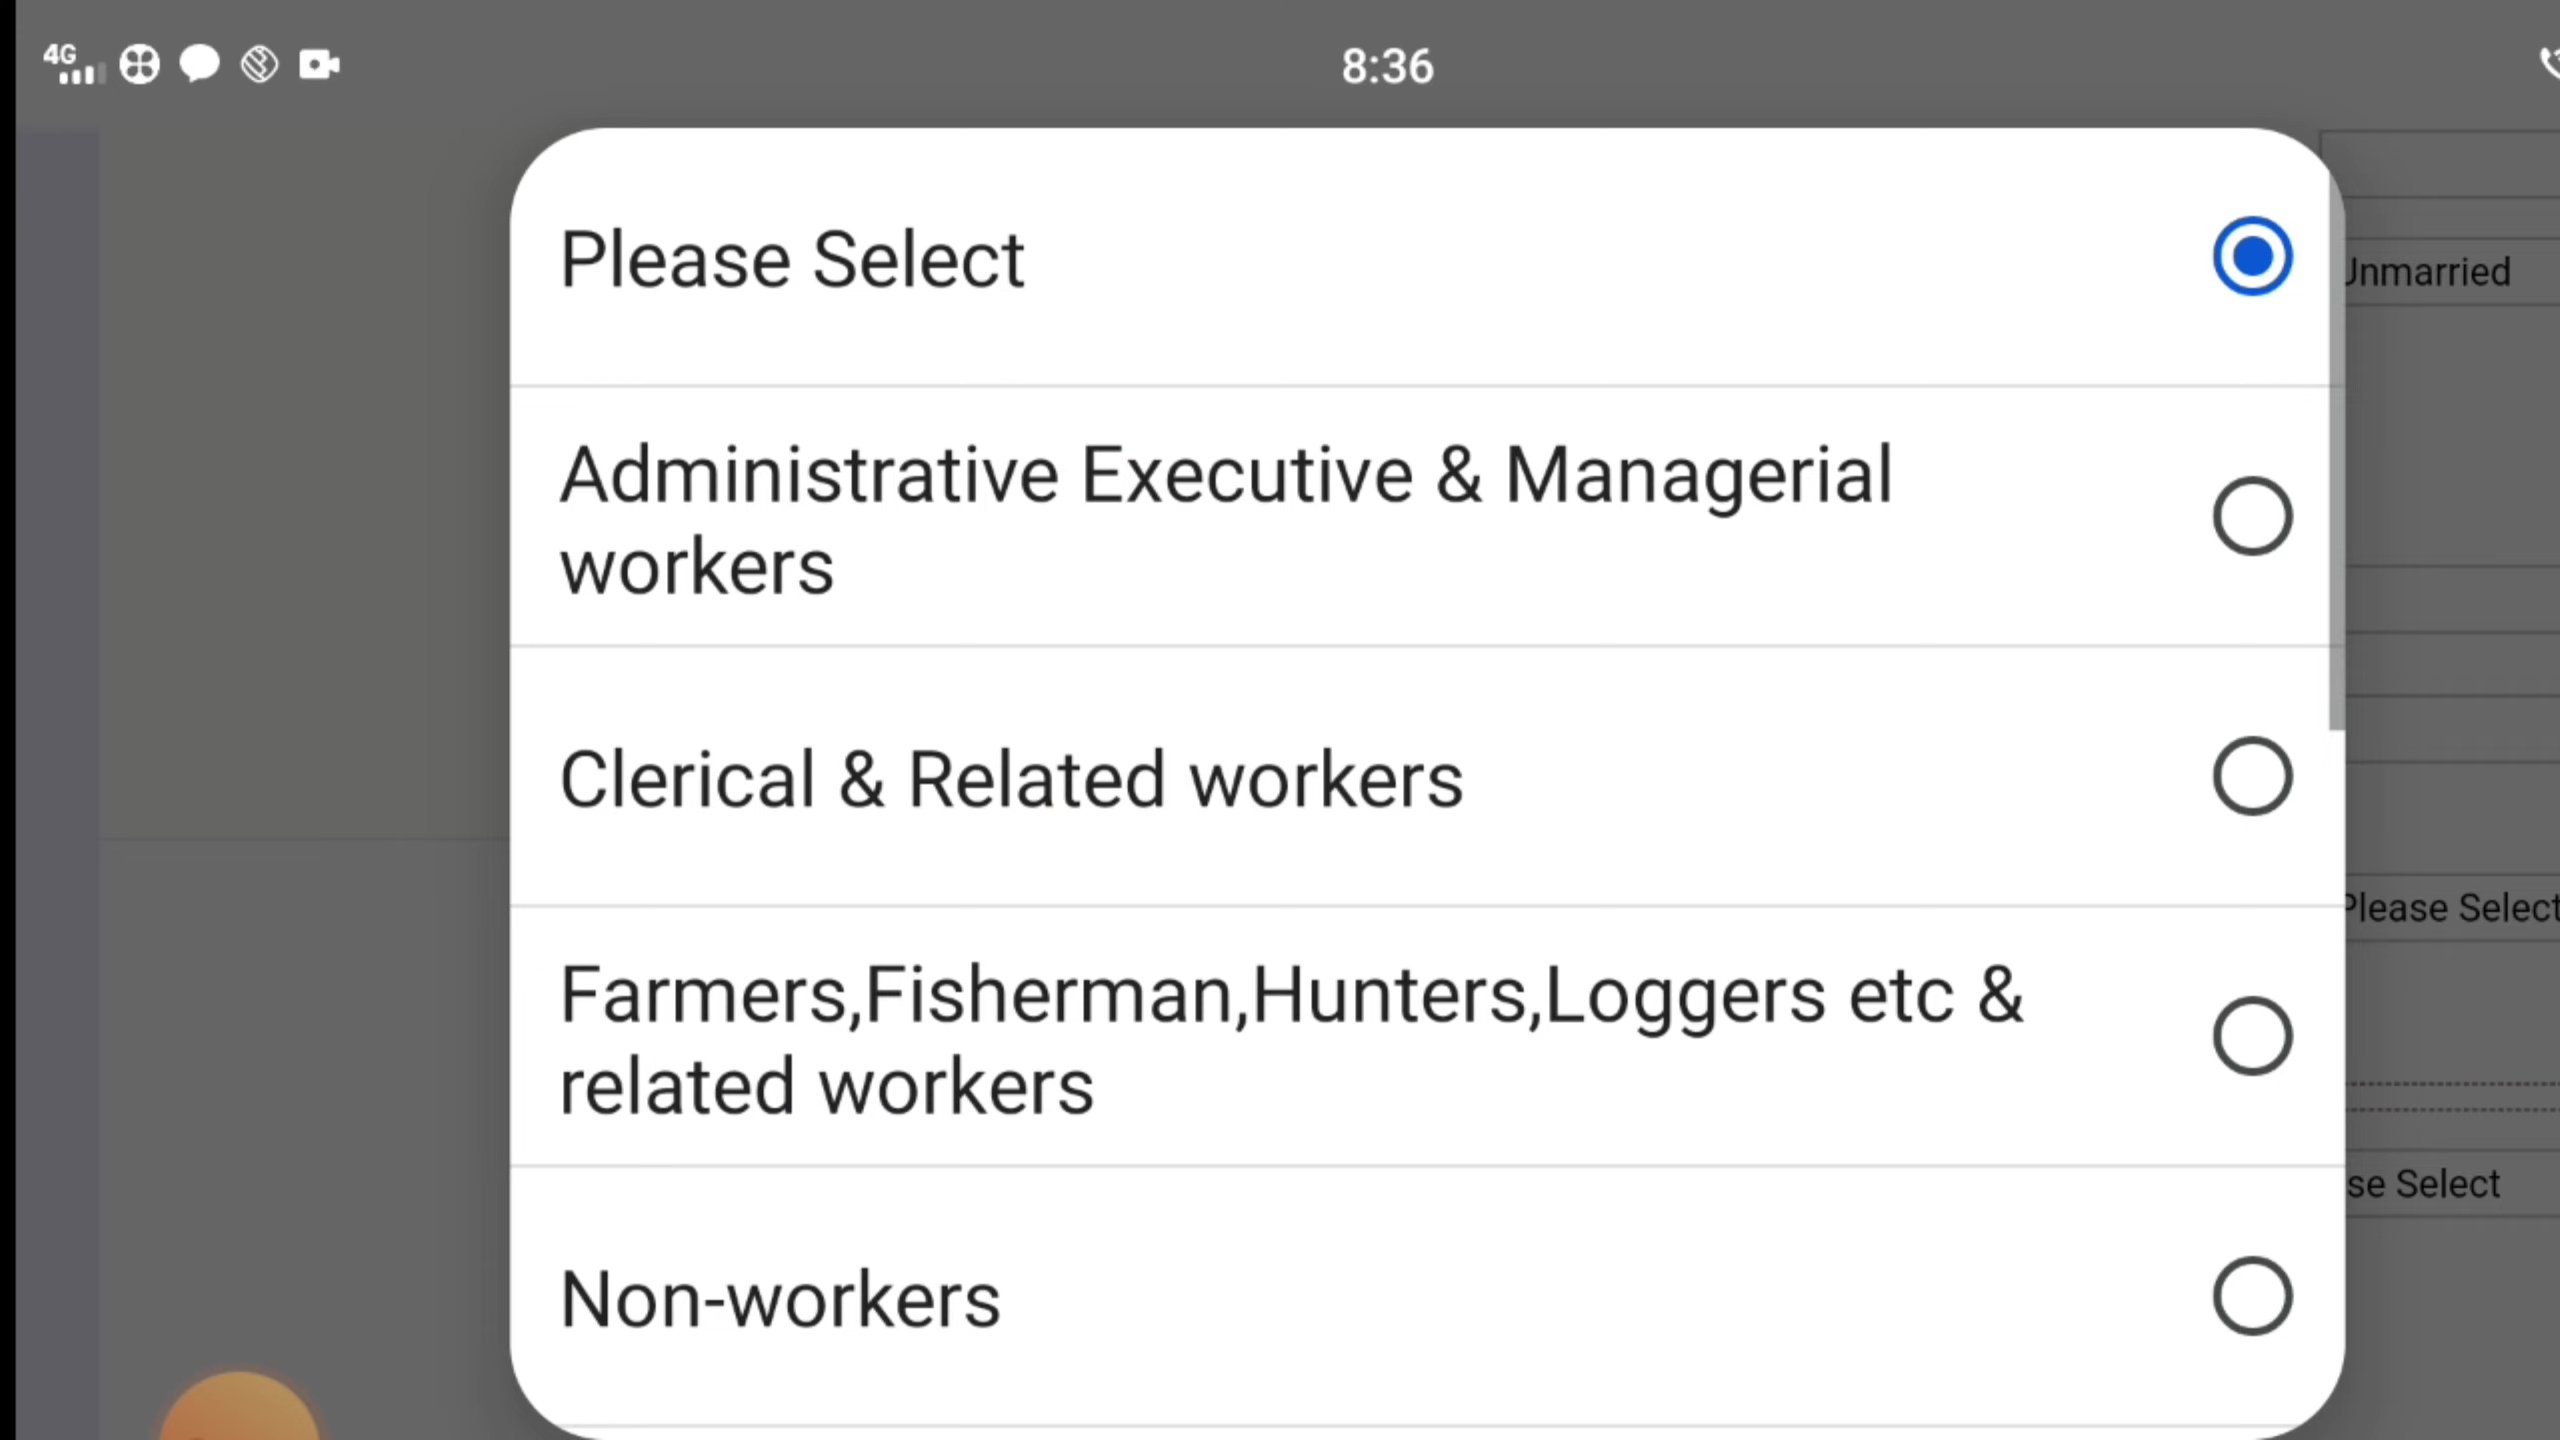 4G
8:36
Please Select
Unmarried
Administrative Executive & Managerial
workers
Clerical & Related workers
Please Select
Farmers,Fisherman,Hunters,Loggers etc &
related workers
se Select
Non-workers